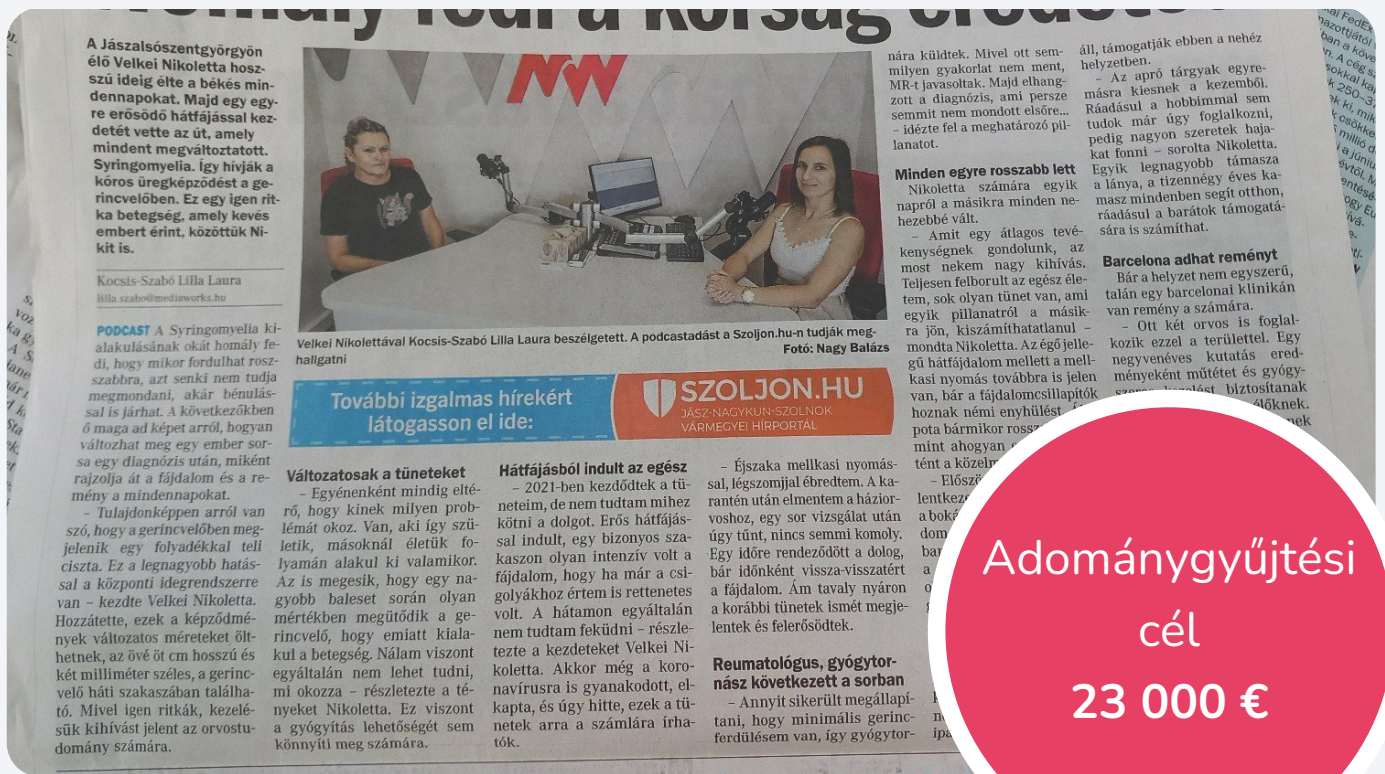 födi a kórság
A Jászalsószentgyörgyön
élő Velkei Nikoletta hosz-
szú ideig élte a békés min-
dennapokat. Majd egy egy-
re erősödő hátfájással kez-
detét vette az út, amely
mindent megváltoztatott.
Syringomyelia. Így hívják a
kóros üregképződést a ge-
rincvelőben. Ez egy igen rit-
ka betegség, amely kevés
embert érint, közöttük Ni-
kit is.
Kocsis-Szabó Lilla Laura
lilla.szabo@mediaworks.hu
PODCAST A Syringomyelia ki-
alakulásának okát homály fe-
di, hogy mikor fordulhat rosz-
szabbra, azt senki nem tudja
megmondani, akár bénulás-
sal is járhat. A következőkben
ő maga ad képet arról, hogyan
változhat meg egy ember sor-
sa egy diagnózis után, miként
rajzolja át a fájdalom és a re-
mény a mindennapokat.
– Tulajdonképpen arról van
szó, hogy a gerincvelőben meg-
jelenik egy folyadékkal teli
ciszta. Ez a legnagyobb hatás-
sal a központi idegrendszerre
van – kezdte Velkei Nikoletta.
Hozzátette, ezek a képződmé-
nyek változatos méreteket ölt-
hetnek, az övé öt cm hosszú és
két milliméter széles, a gerinc-
velő háti szakaszában találha-
tó. Mivel igen ritkák, kezelé-
sük kihívást jelent az orvostu-
domány számára.
Velkei Nikolettával Kocsis-Szabó Lilla Laura beszélgetett. A podcastadást a Szoljon.hu-n tudják meg-
hallgatni
Fotó: Nagy Balázs
További izgalmas hírekért
látogasson el ide:
SZOLJON.HU
JÁSZ-NAGYKUN-SZOLNOK
VÁRMEGYEI HÍRPORTÁL
Változatosak a tüneteket
– Egyénenként mindig elté-
rő, hogy kinek milyen prob-
lémát okoz. Van, aki így szü-
letik, másoknál életük fo-
lyamán alakul ki valamikor.
Az is megesik, hogy egy na-
gyobb baleset során olyan
mértékben megütődik a ge-
rincvelő, hogy emiatt kiala-
kul a betegség. Nálam viszont
egyáltalán nem lehet tudni,
mi okozza – részletezte a té-
nyeket Nikoletta. Ez viszont
a gyógyítás lehetőségét sem
könnyíti meg számára.
Hátfájásból indult az egész
– 2021-ben kezdődtek a tü-
neteim, de nem tudtam mihez
kötni a dolgot. Erős hátfájás-
sal indult, egy bizonyos sza-
kaszon olyan intenzív volt a
fájdalom, hogy ha már a csi-
golyákhoz értem is rettenetes
volt. A hátamon egyáltalán
nem tudtam feküdni – részle-
tezte a kezdeteket Velkei Ni-
koletta. Akkor még a koro-
navírusra is gyanakodott, el-
kapta, és úgy hitte, ezek a tü-
netek arra a számlára írha-
tók.
– Éjszaka mellkasi nyomás-
sal, légszomjjal ébredtem. A ka-
rantén után elmentem a házior-
voshoz, egy sor vizsgálat után
úgy tűnt, nincs semmi komoly.
Egy időre rendeződött a dolog,
bár időnként vissza-visszatért
a fájdalom. Ám tavaly nyáron
a korábbi tünetek ismét megje-
lentek és felerősödtek.
Reumatológus, gyógytor-
nász következett a sorban
– Annyit sikerült megállapí-
tani, hogy minimális gerinc-
ferdülésem van, így gyógytor-
nára küldtek. Mivel ott sem-
milyen gyakorlat nem ment,
MR-t javasoltak. Majd elhang-
zott a diagnózis, ami persze
semmit nem mondott elsőre...
– idézte fel a meghatározó pil-
lanatot.
Minden egyre rosszabb lett
Nikoletta számára egyik
napról a másikra minden ne-
hezebbé vált.
– Amit egy átlagos tevé-
kenységnek gondolunk, az
most nekem nagy kihívás.
Teljesen felborult az egész éle-
tem, sok olyan tünet van, ami
egyik pillanatról a másik-
ra jön, kiszámíthatatlanul –
mondta Nikoletta. Az égő jelle-
gű hátfájdalom mellett a mell-
kasi nyomás továbbra is jelen
van, bár a fájdalomcsillapítók
hoznak némi enyhülést
pota bármikor
mint ahogyan
tént a
áll, támogatják ebben a nehéz
helyzetben.
– Az apró tárgyak egyre-
másra kiesnek a kezemből.
Ráadásul a hobbimmal sem
tudok már úgy foglalkozni,
pedig nagyon szeretek haja-
kat fonni – sorolta Nikoletta.
Egyik legnagyobb támasza
a lánya, a tizennégy éves ka-
masz mindenben segít otthon,
ráadásul a barátok támogatá-
sára is számíthat.
Barcelona adhat reményt
Bár a helyzet nem egyszerű,
talán egy barcelonai klinikán
van remény a számára.
– Ott két orvos is foglal-
kozik ezzel a területtel. Egy
negyvenéves kutatás ered-
ményeként műtétet és gyógy-
biztosítanak
Adománygyűjtési
cél
23 000 €